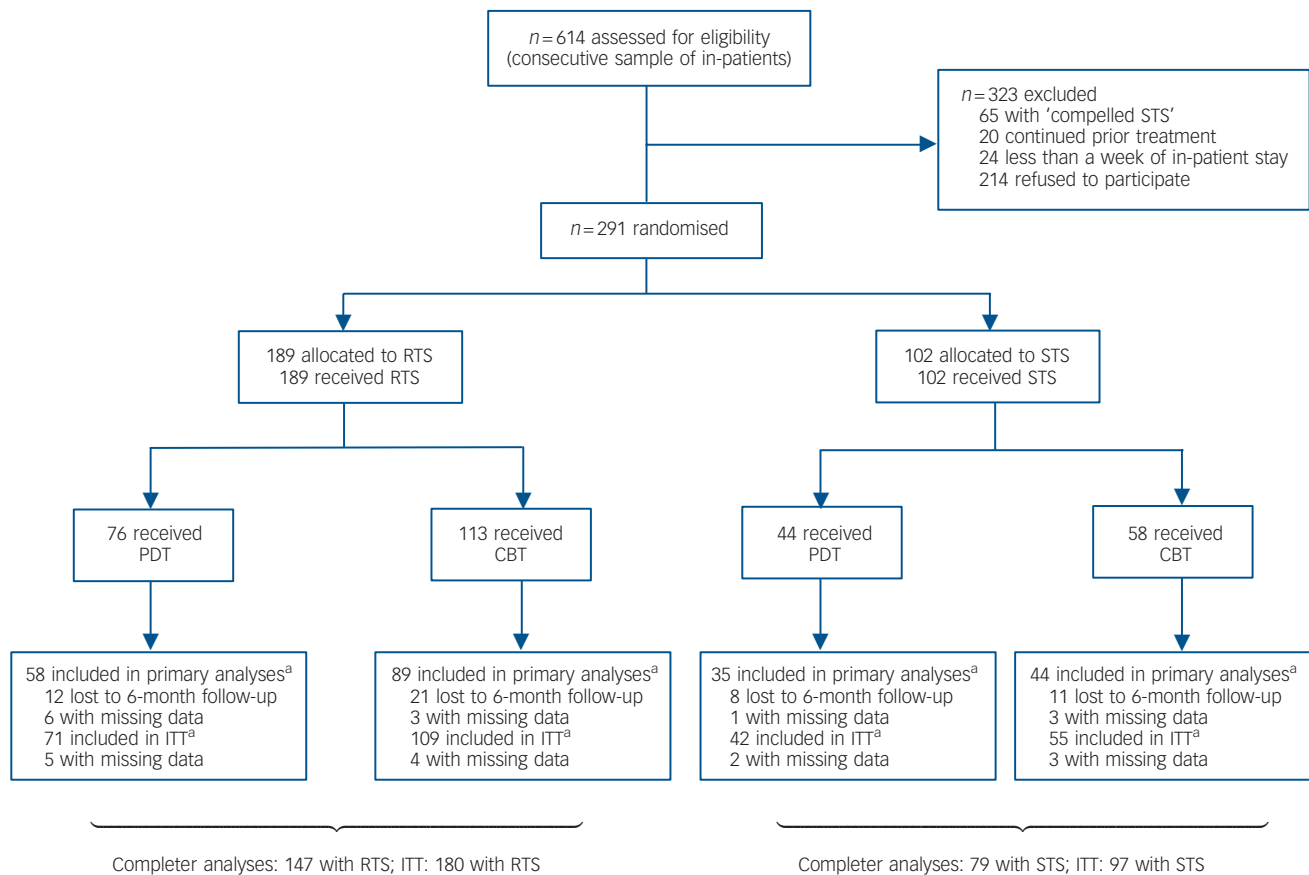 n=614 assessed for eligibility
(consecutive sample of in-patients)
n=323 excluded
65 with ‘compelled STS’
20 continued prior treatment
24 less than a week of in-patient stay
214 refused to participate
n=291 randomised
189 allocated to RTS
189 received RTS
102 allocated to STS
102 received STS
76 received
PDT
113 received
CBT
44 received
PDT
58 received
CBT
58 included in primary analysesᵃ
12 lost to 6-month follow-up
6 with missing data
71 included in ITTᵃ
5 with missing data
89 included in primary analysesᵃ
21 lost to 6-month follow-up
3 with missing data
109 included in ITTᵃ
4 with missing data
35 included in primary analysesᵃ
8 lost to 6-month follow-up
1 with missing data
42 included in ITTᵃ
2 with missing data
44 included in primary analysesᵃ
11 lost to 6-month follow-up
3 with missing data
55 included in ITTᵃ
3 with missing data
Completer analyses: 147 with RTS; ITT: 180 with RTS
Completer analyses: 79 with STS; ITT: 97 with STS